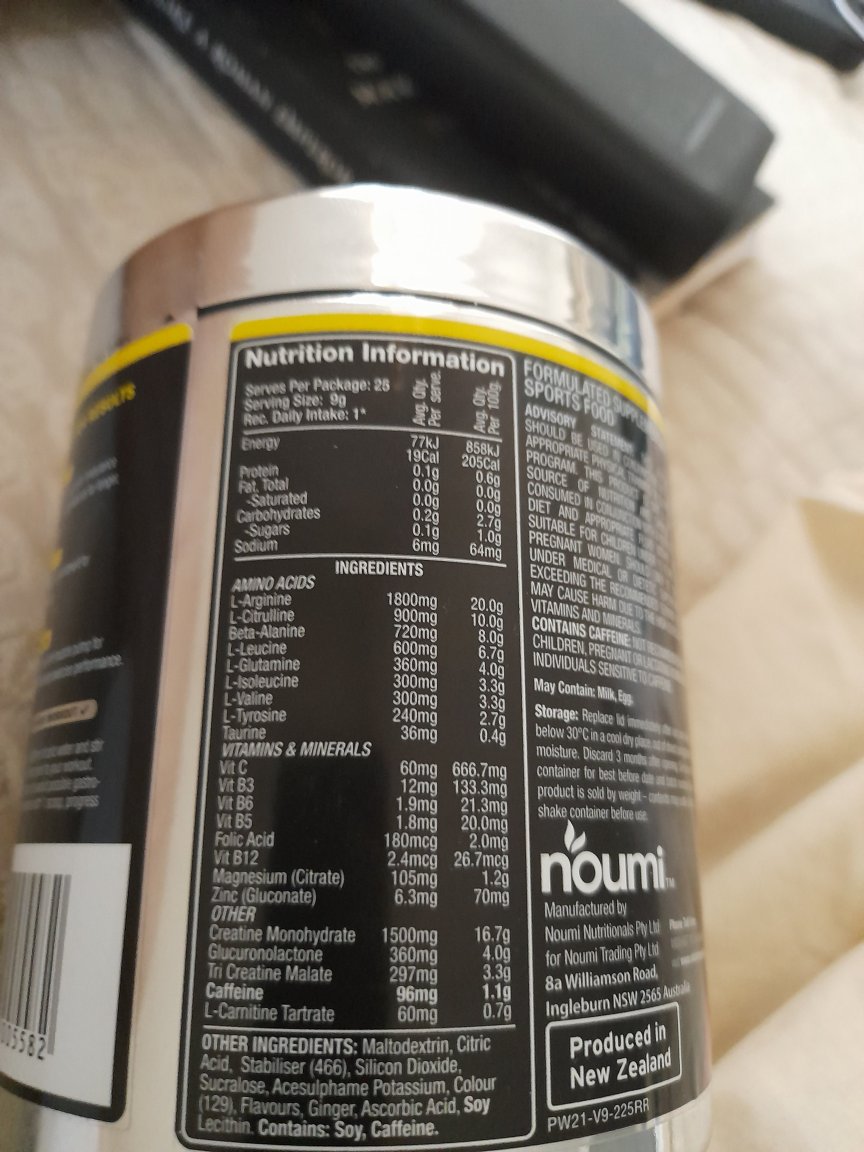 Nutrition Information
Serves Per Package: 25
Serving Size: 9g
Rec. Daily Intake: 1*
Avg. Qty. Per serve.
Avg. Qty. Per 100g.
Energy 77kJ 858kJ
19Cal 205Cal
Protein 0.1g 0.6g
Fat, Total 0.0g 0.0g
-Saturated 0.0g 0.0g
Carbohydrates 0.2g 2.7g
-Sugars 0.1g 1.0g
Sodium 6mg 64mg
INGREDIENTS
AMINO ACIDS
L-Arginine 1800mg 20.0g
L-Citrulline 900mg 10.0g
Beta-Alanine 720mg 8.0g
L-Leucine 600mg 6.7g
L-Glutamine 360mg 4.0g
L-Isoleucine 300mg 3.3g
L-Valine 300mg 3.3g
L-Tyrosine 240mg 2.7g
Taurine 36mg 0.4g
VITAMINS & MINERALS
Vit C 60mg 666.7mg
Vit B3 12mg 133.3mg
Vit B6 1.9mg 21.3mg
Vit B5 1.8mg 20.0mg
Folic Acid 180mcg 2.0mg
Vit B12 2.4mcg 26.7mcg
Magnesium (Citrate) 105mg 1.2g
Zinc (Gluconate) 6.3mg 70mg
OTHER
Creatine Monohydrate 1500mg 16.7g
Glucuronolactone 360mg 4.0g
Tri Creatine Malate 297mg 3.3g
Caffeine 96mg 1.1g
L-Carnitine Tartrate 60mg 0.7g
OTHER INGREDIENTS: Maltodextrin, Citric
Acid, Stabiliser (466), Silicon Dioxide,
Sucralose, Acesulphame Potassium, Colour
(129), Flavours, Ginger, Ascorbic Acid, Soy
Lecithin. Contains: Soy, Caffeine.
FORMULATED
SPORTS FOOD
ADVISORY STATEMENT
SHOULD BE USED
APPROPRIATE
PROGRAM. THIS
SOURCE OF
CONSUMED IN
DIET AND
SUITABLE FOR CHILDREN
PREGNANT WOMEN.
UNDER MEDICAL OR
EXCEEDING THE
MAY CAUSE HARM DUE TO
VITAMINS AND MINERALS.
CONTAINS CAFFEINE: NOT
CHILDREN, PREGNANT OR
INDIVIDUALS SENSITIVE TO
May Contain: Milk, Egg.
Storage: Replace lid
below 30°C in a cool dry place,
moisture. Discard 3 months after
container for best before date
product is sold by weight – contents
shake container before use.
noumi TM
Manufactured by
Noumi Nutritionals Pty Ltd
for Noumi Trading Pty Ltd
8a Williamson Road,
Ingleburn NSW 2565 Australia
Produced in
New Zealand
PW21-V9-225RR
RESULTS
performance.
progress
05582